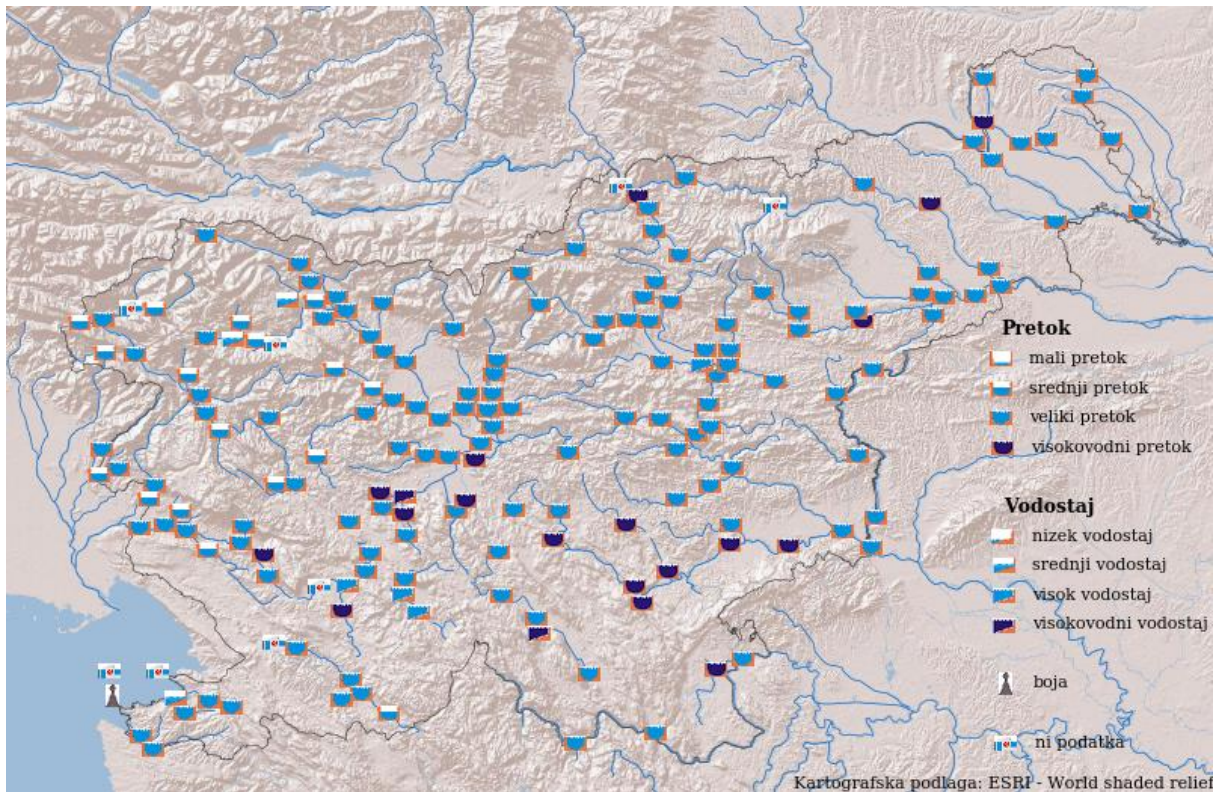 Pretok
mali pretok
srednji pretok
veliki pretok
visokovodni pretok
Vodostaj
nizek vodostaj
srednji vodostaj
visok vodostaj
visokovodni vodostaj
boja
ni podatka
Kartografska podlaga: ESRI - World shaded relief